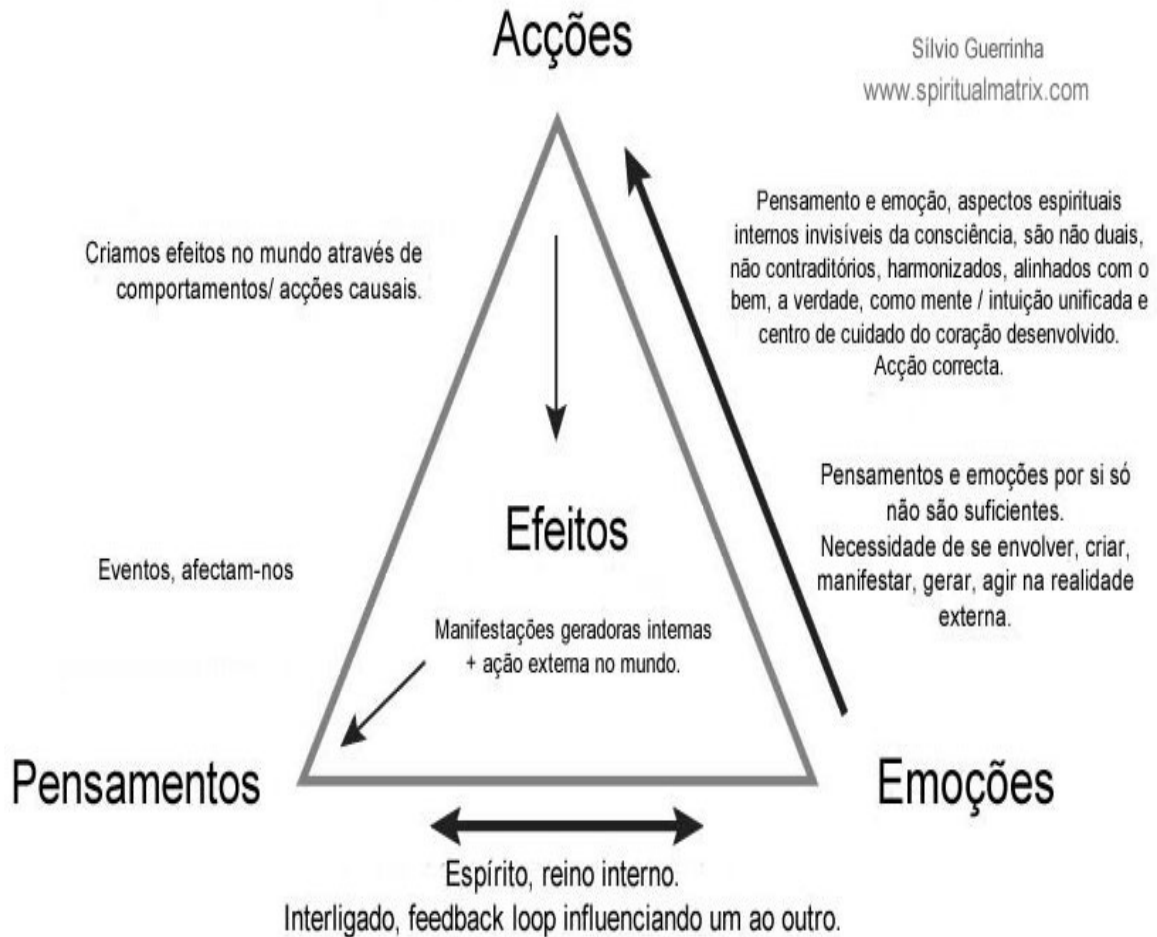 Acções
Sílvio Guerrinha
www.spiritualmatrix.com
Pensamento e emoção, aspectos espirituais
internos invisíveis da consciência, são não duais,
não contraditórios, harmonizados, alinhados com o
bem, a verdade, como mente / intuição unificada e
centro de cuidado do coração desenvolvido.
Acção correcta.
Criamos efeitos no mundo através de
comportamentos/ acções causais.
Pensamentos e emoções por si só
não são suficientes.
Necessidade de se envolver, criar,
manifestar, gerar, agir na realidade
externa.
Efeitos
Eventos, afectam-nos
Manifestações geradoras internas
+ ação externa no mundo.
Pensamentos
Emoções
Espírito, reino interno.
Interligado, feedback loop influenciando um ao outro.